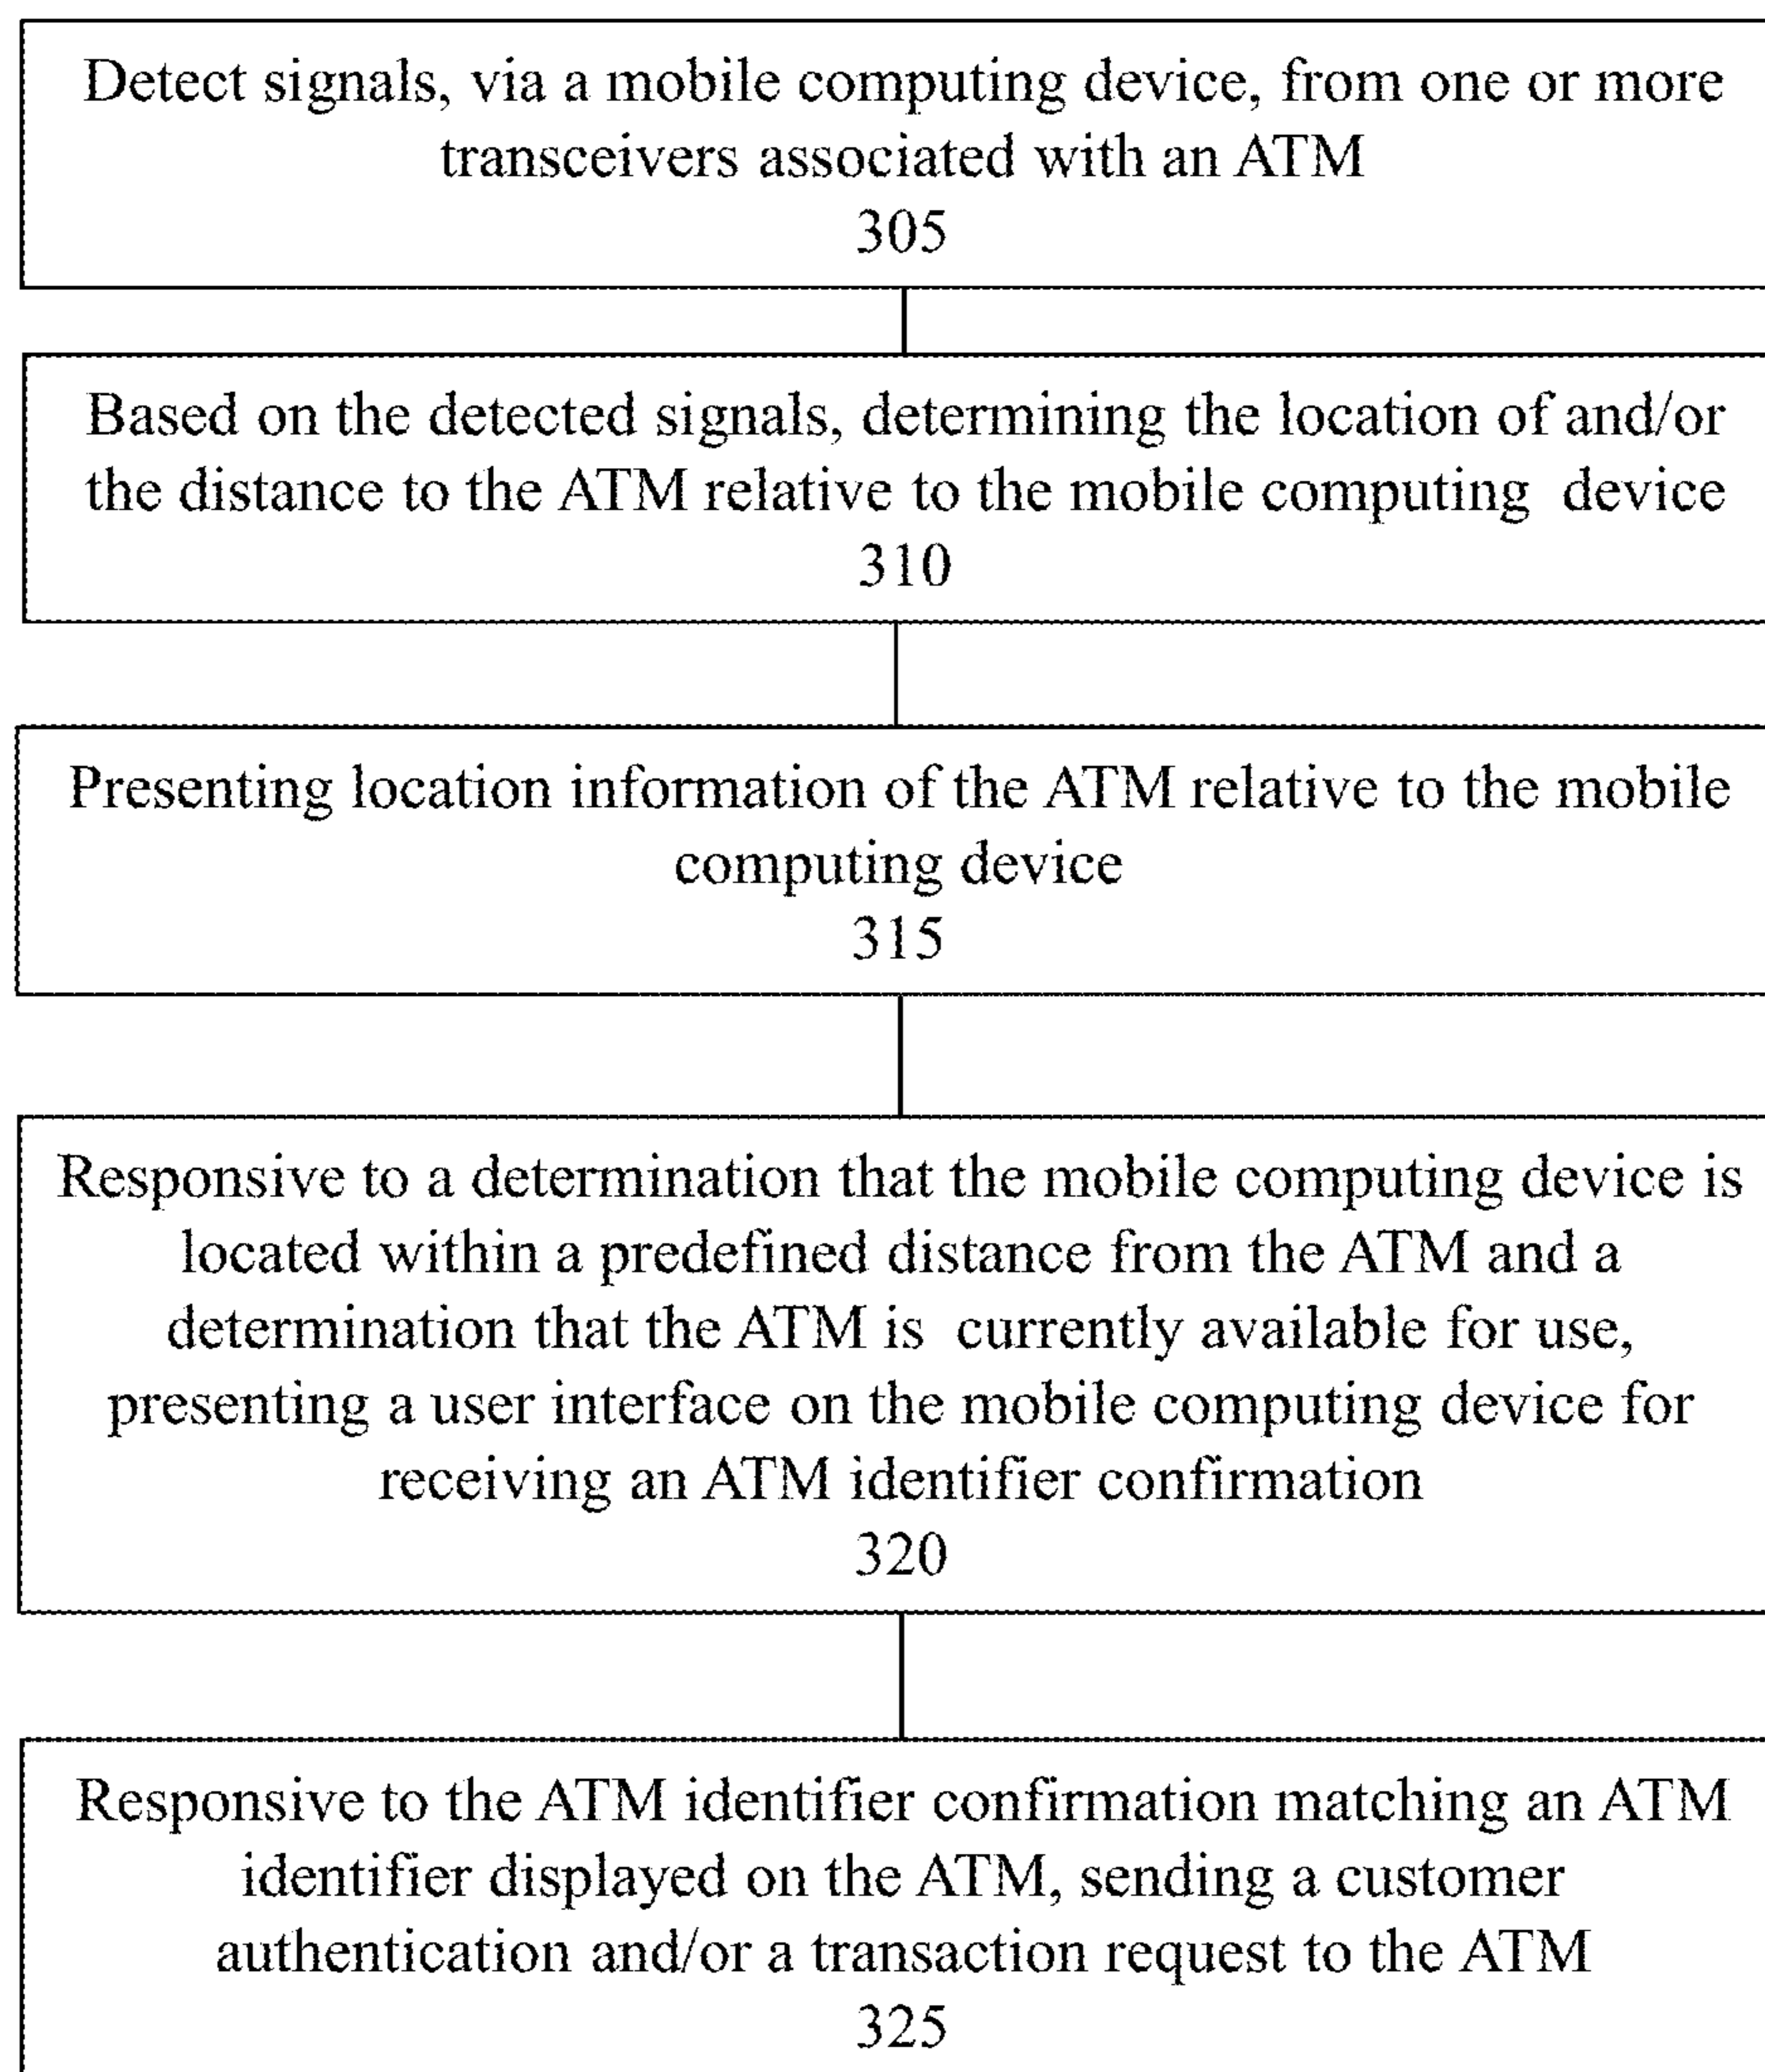 Detect signals, via a mobile computing device, from one or more
transceivers associated with an ATM
305
Based on the detected signals, determining the location of and/or
the distance to the ATM relative to the mobile computing device
310
Presenting location information of the ATM relative to the mobile
computing device
315
Responsive to a determination that the mobile computing device is
located within a predefined distance from the ATM and a
determination that the ATM is currently available for use,
presenting a user interface on the mobile computing device for
receiving an ATM identifier confirmation
320
Responsive to the ATM identifier confirmation matching an ATM
identifier displayed on the ATM, sending a customer
authentication and/or a transaction request to the ATM
325